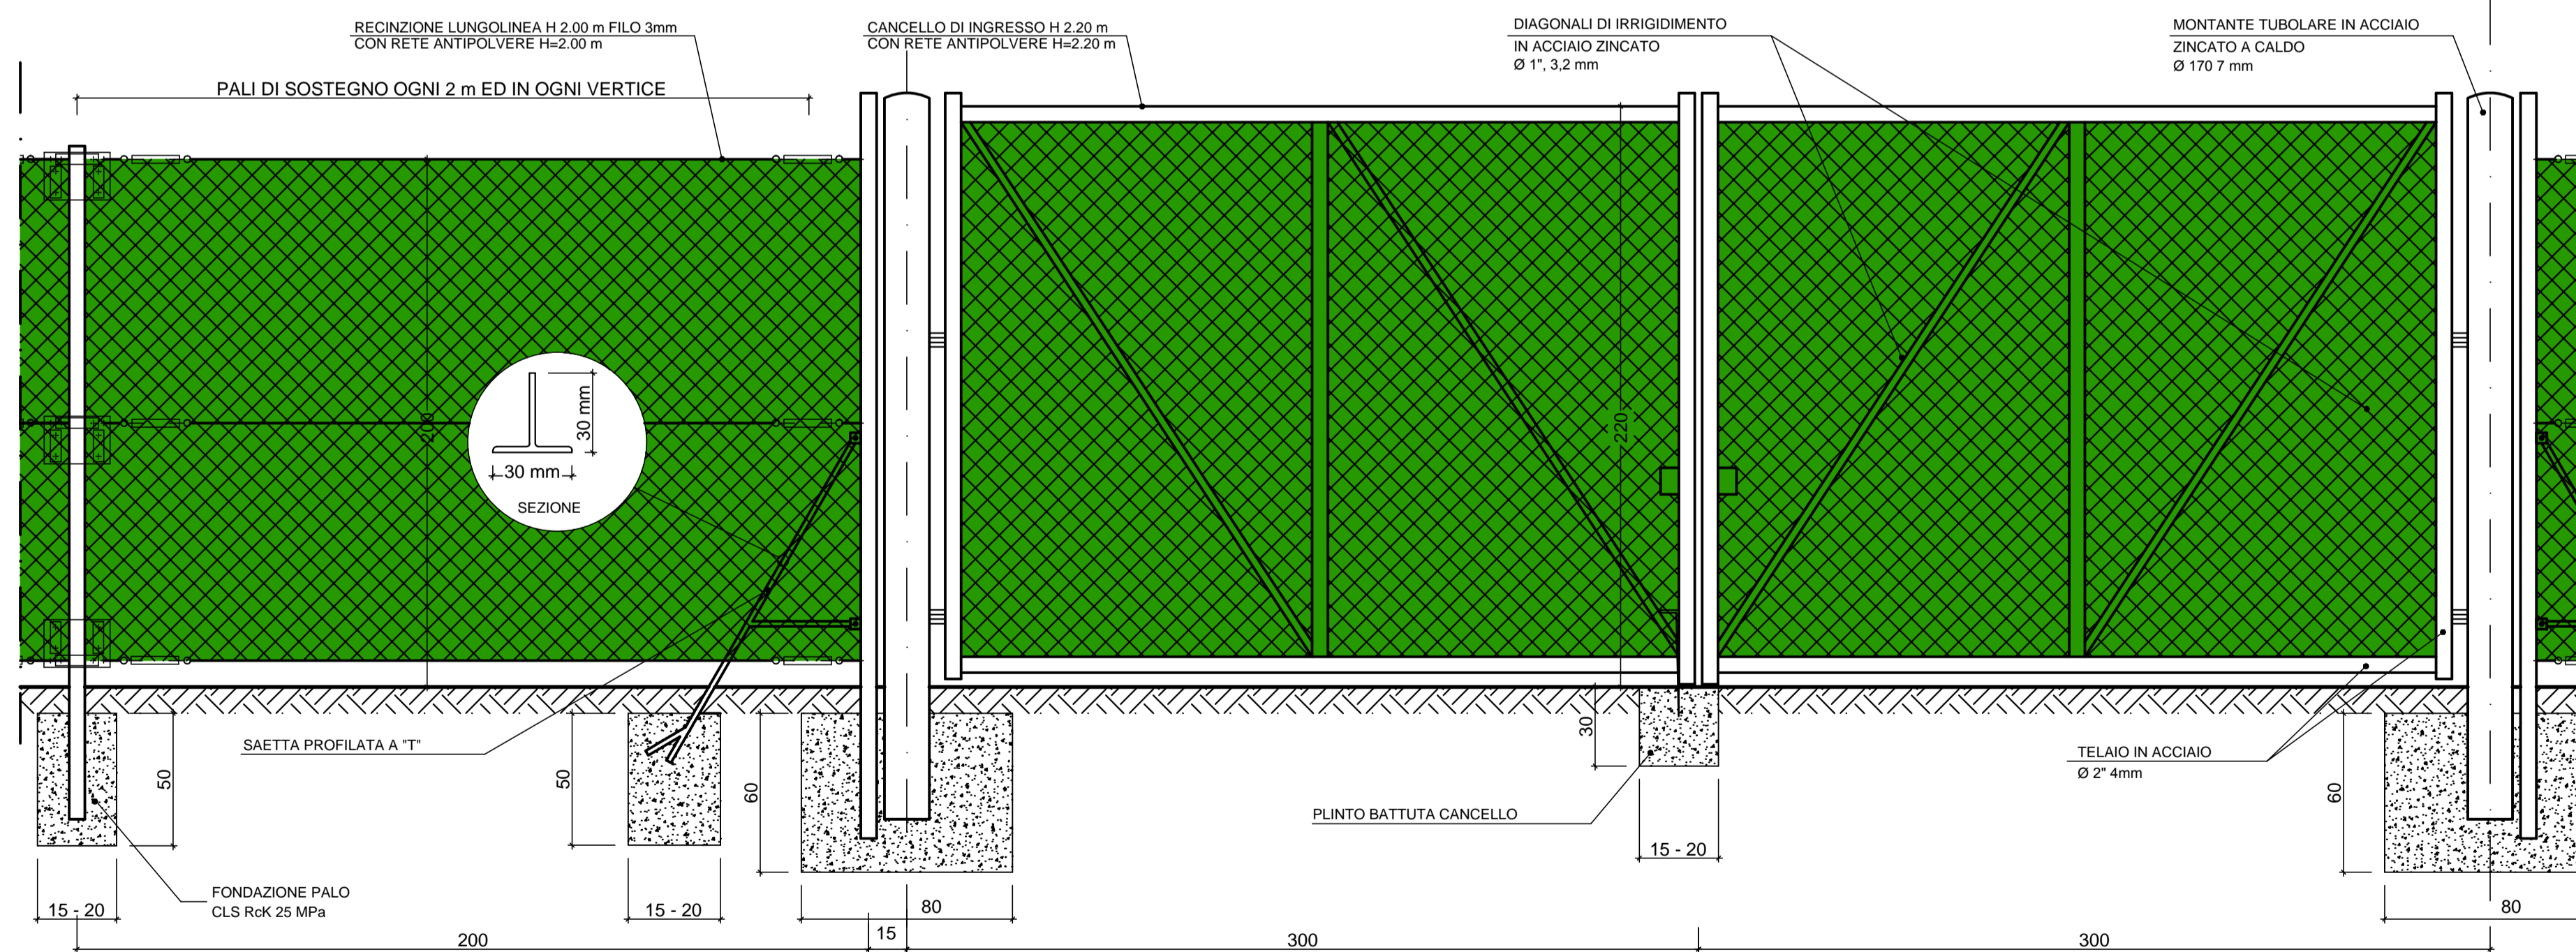 RECINZIONE LUNGOLINEA H 2.00 m FILO 3mm
CON RETE ANTIPOLVERE H=2.00 m
CANCELLO DI INGRESSO H 2.20 m
CON RETE ANTIPOLVERE H=2.20 m
DIAGONALI DI IRRIGIDIMENTO
IN ACCIAIO ZINCATO
Ø 1", 3,2 mm
MONTANTE TUBOLARE IN ACCIAIO
ZINCATO A CALDO
Ø 170 7 mm
PALI DI SOSTEGNO OGNI 2 m ED IN OGNI VERTICE
200
30 mm
30 mm
SEZIONE
220
SAETTA PROFILATA A "T"
50
50
60
30
60
TELAIO IN ACCIAIO
Ø 2" 4mm
PLINTO BATTUTA CANCELLO
FONDAZIONE PALO
CLS RcK 25 MPa
15 - 20
15 - 20
80
15 - 20
80
200
15
300
300